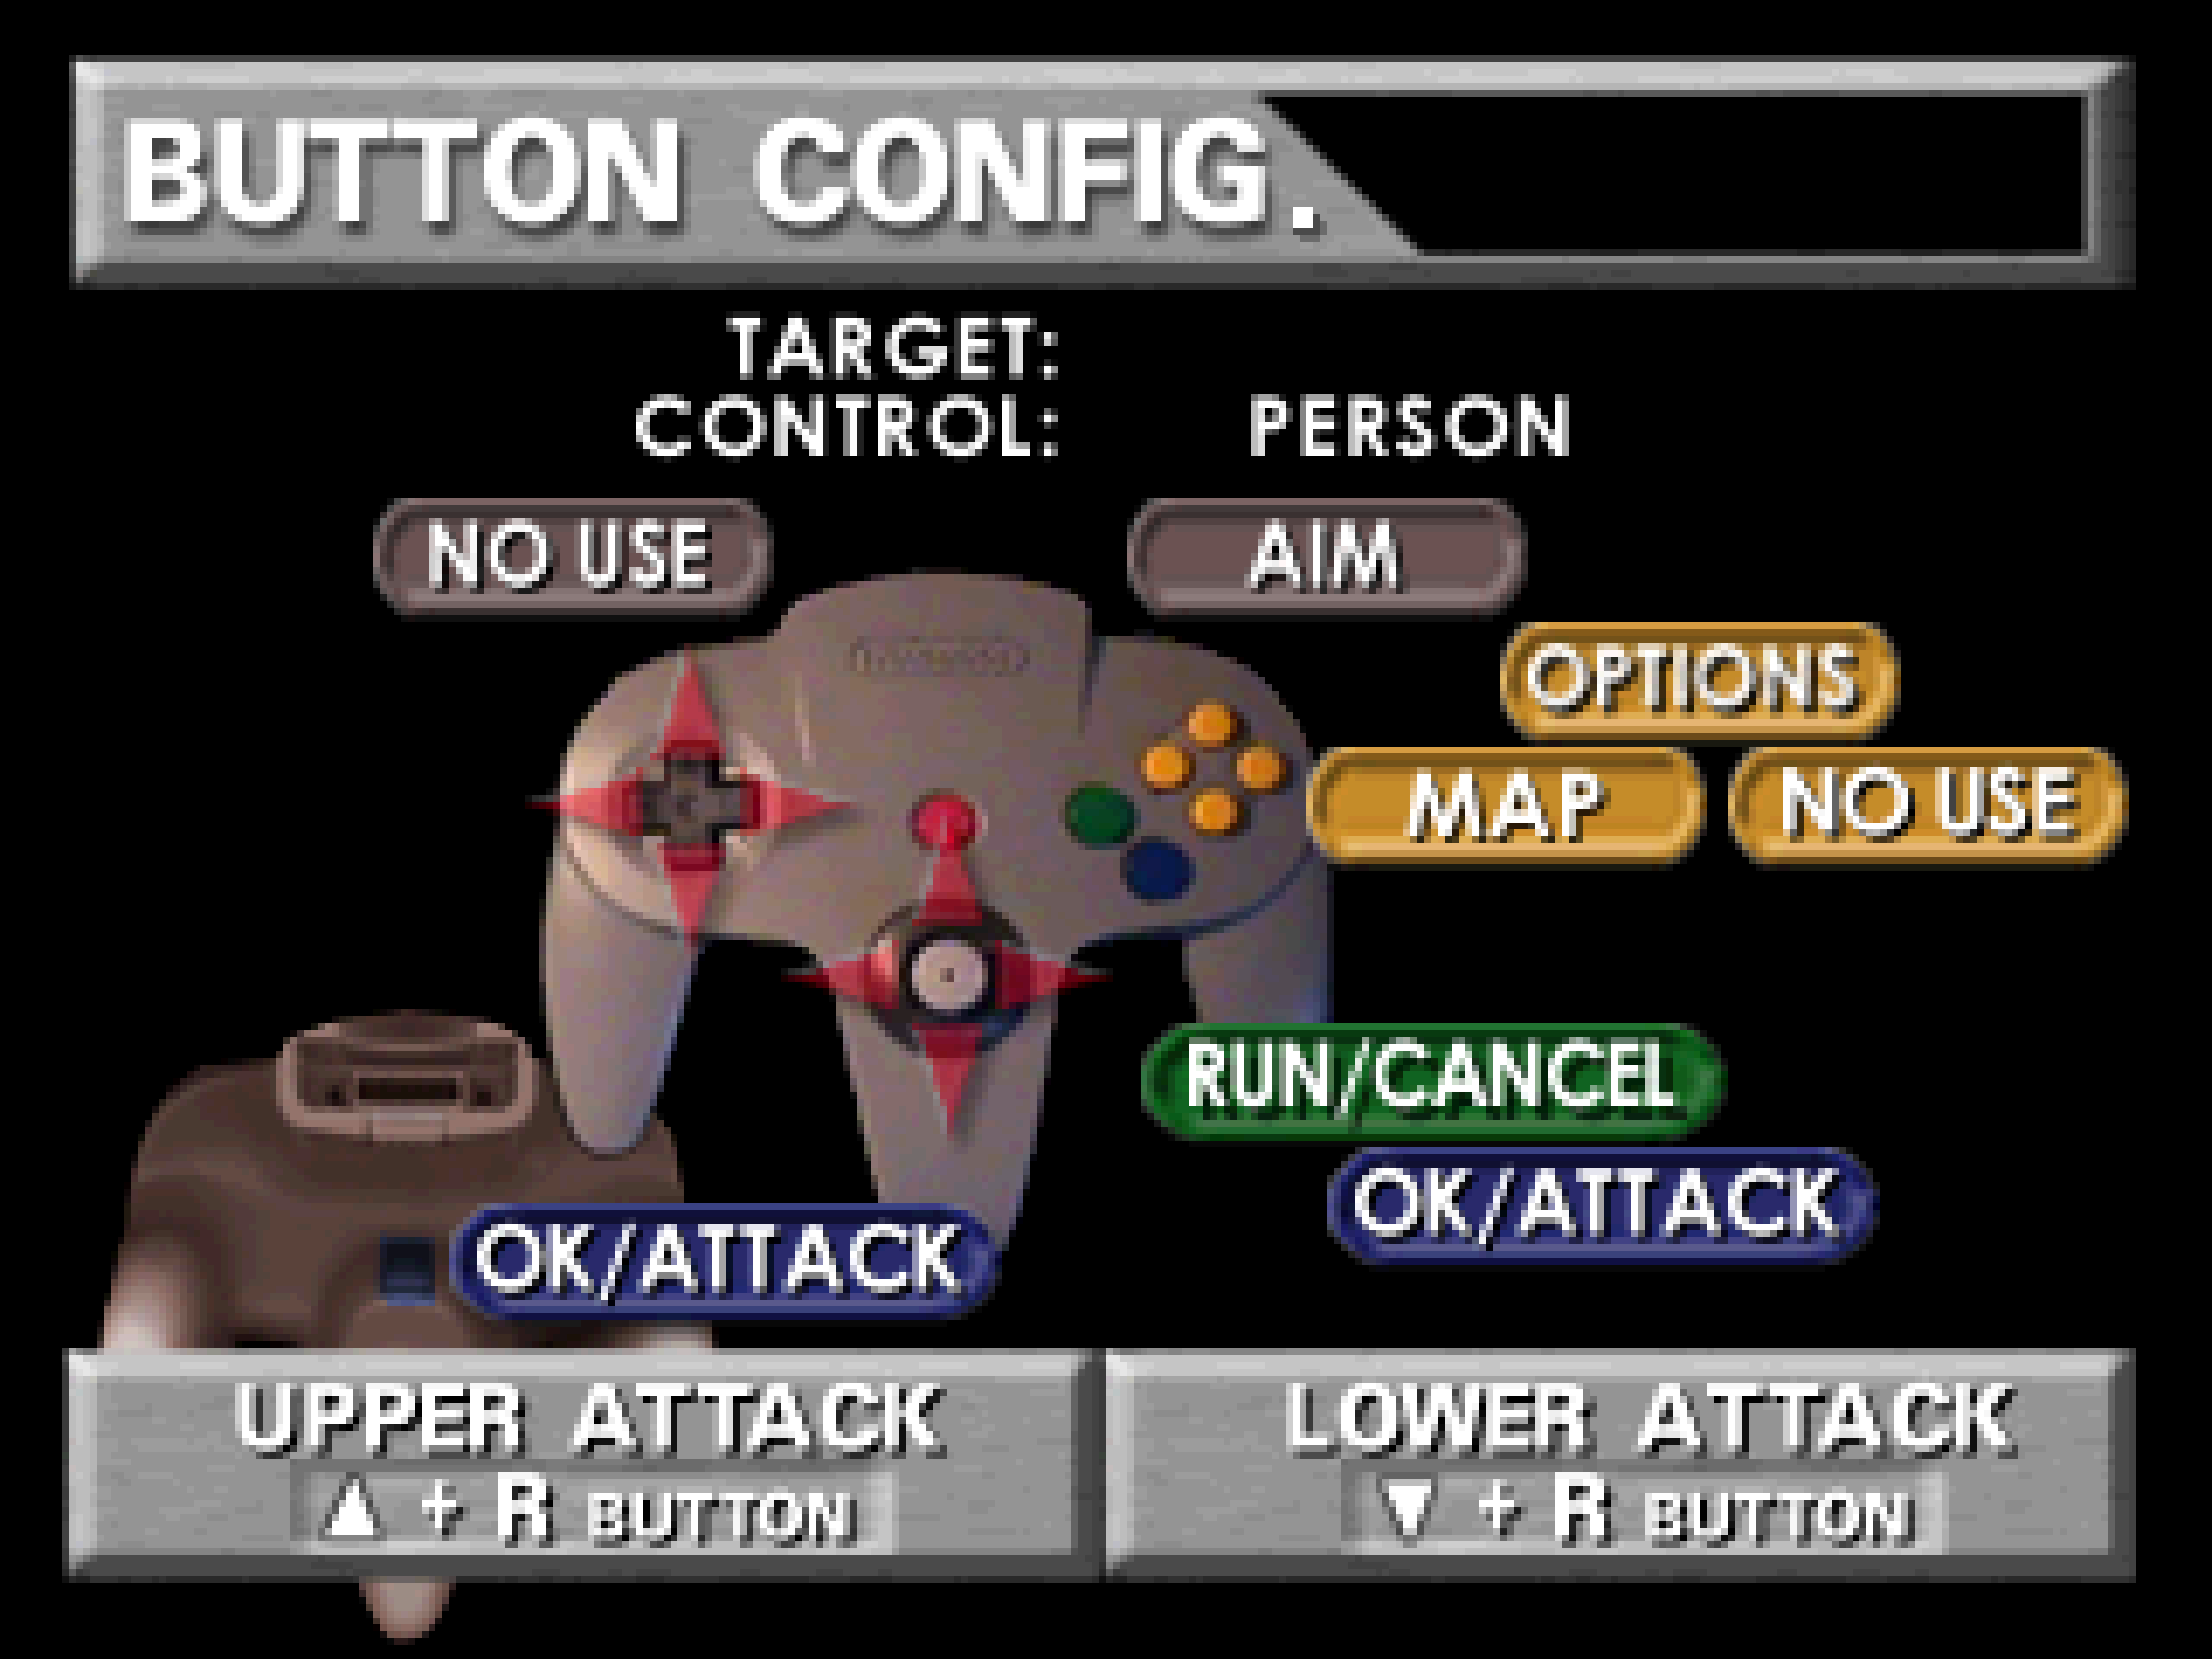 BUTTON CONFIG.
TARGET:
CONTROL: PERSON
NO USE
AIM
OPTIONS
MAP
NO USE
RUN/CANCEL
OK/ATTACK
OK/ATTACK
UPPER ATTACK
▲ + R BUTTON
LOWER ATTACK
▼ + R BUTTON